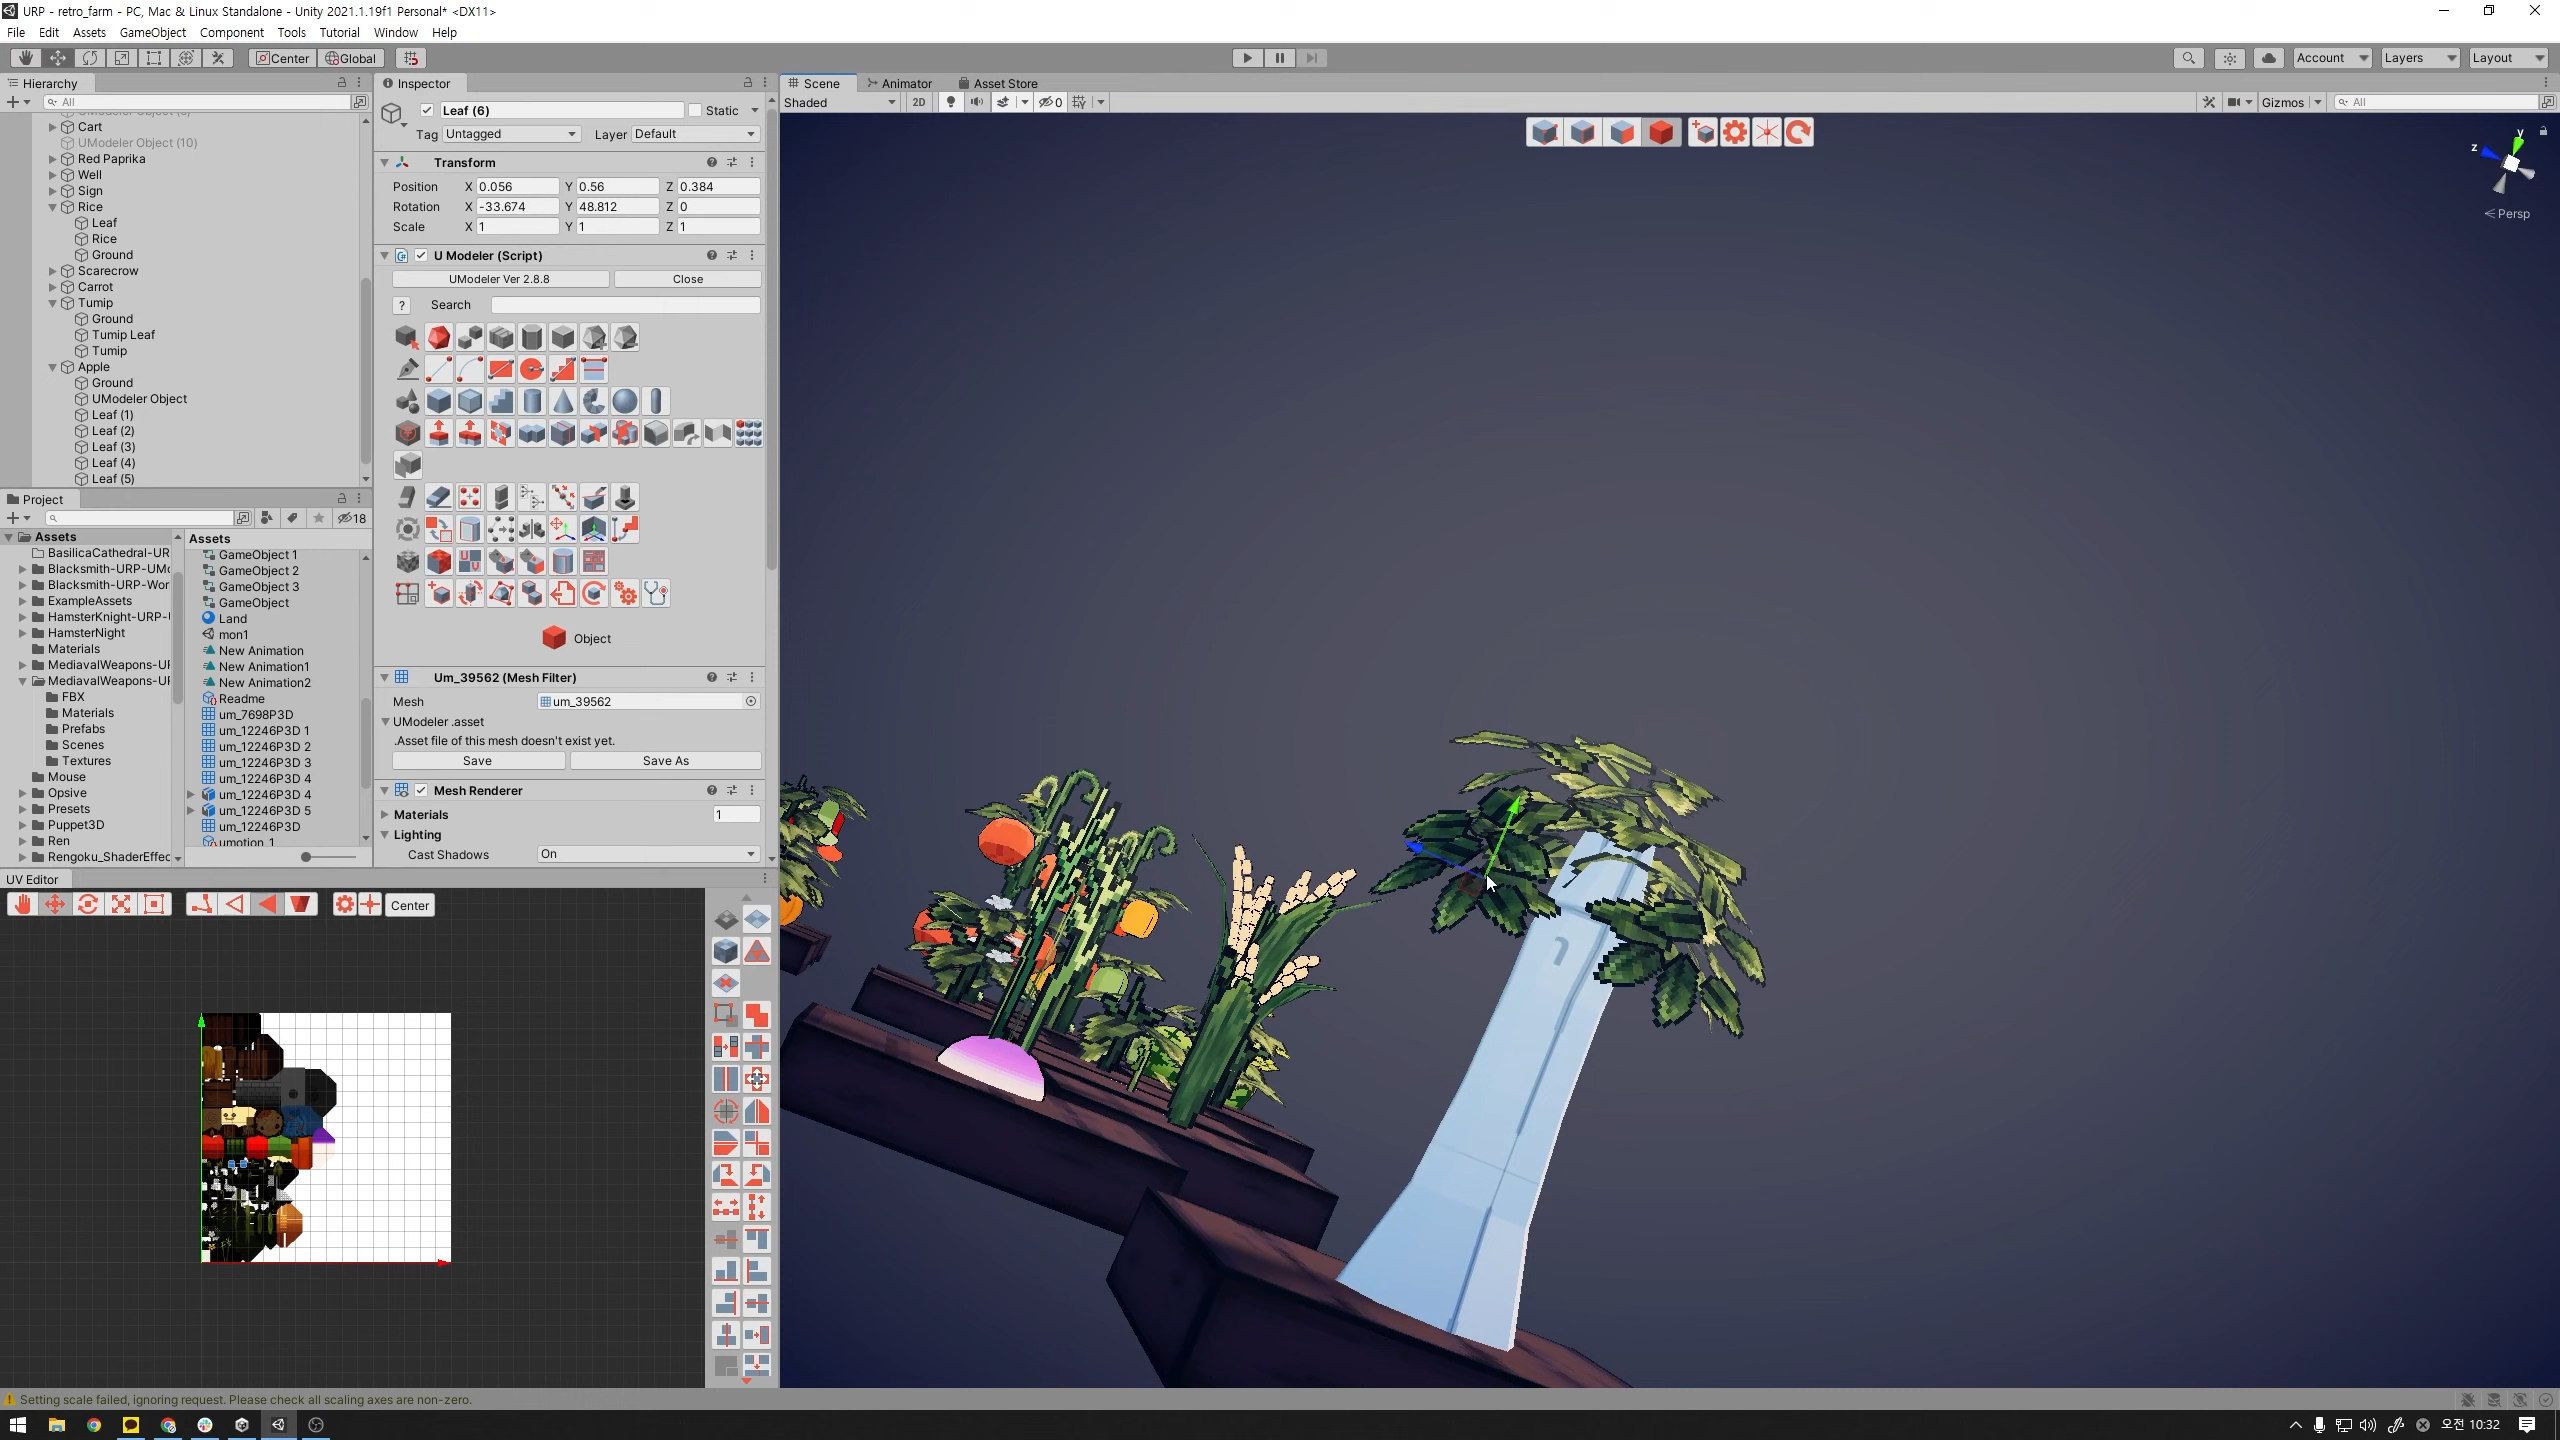 URP - retro_farm - PC, Mac & Linux Standalone - Unity 2021.1.19f1 Personal* <DX11>
File Edit Assets GameObject Component Tools Tutorial Window Help
Center Global Account Layers Layout
Hierarchy
All
Cart
UModeler Object (10)
Red Paprika
Well
Sign
Rice
Leaf
Rice
Ground
Scarecrow
Carrot
Tumip
Ground
Tumip Leaf
Tumip
Apple
Ground
UModeler Object
Leaf (1)
Leaf (2)
Leaf (3)
Leaf (4)
Leaf (5)
Project
18
Assets
BasilicaCathedral-UR
Blacksmith-URP-UMo
Blacksmith-URP-Wor
ExampleAssets
HamsterKnight-URP-
HamsterNight
Materials
MediavalWeapons-UR
MediavalWeapons-UR
FBX
Materials
Prefabs
Scenes
Textures
Mouse
Opsive
Presets
Puppet3D
Ren
Rengoku_ShaderEffec
Assets
GameObject 1
GameObject 2
GameObject 3
GameObject
Land
mon1
New Animation
New Animation1
New Animation2
Readme
um_7698P3D
um_12246P3D 1
um_12246P3D 2
um_12246P3D 3
um_12246P3D 4
um_12246P3D 4
um_12246P3D 5
um_12246P3D
umotion_1
Inspector
Leaf (6) Static
Tag Untagged Layer Default
Transform
Position X 0.056 Y 0.56 Z 0.384
Rotation X -33.674 Y 48.812 Z 0
Scale X 1 Y 1 Z 1
U Modeler (Script)
UModeler Ver 2.8.8 Close
? Search
Object
Um_39562 (Mesh Filter)
Mesh um_39562
UModeler .asset
.Asset file of this mesh doesn't exist yet.
Save Save As
Mesh Renderer
Materials 1
Lighting
Cast Shadows On
UV Editor
Center
Scene Animator Asset Store
Shaded 2D 0 Gizmos All
y
z
Persp
Setting scale failed, ignoring request. Please check all scaling axes are non-zero.
오전 10:32